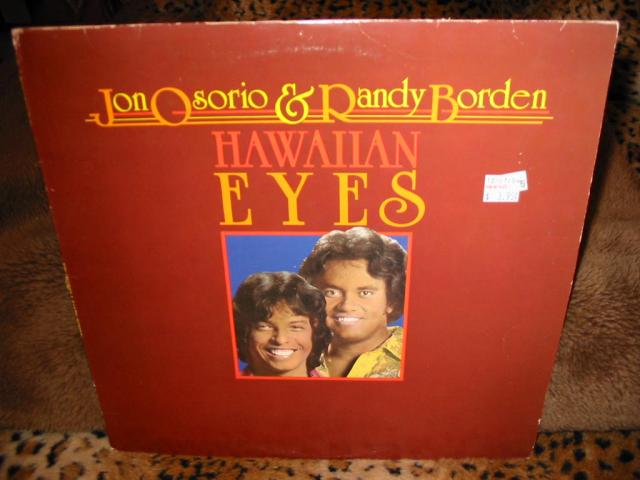 Jon Osorio & Randy Borden
HAWAIIAN
EYES